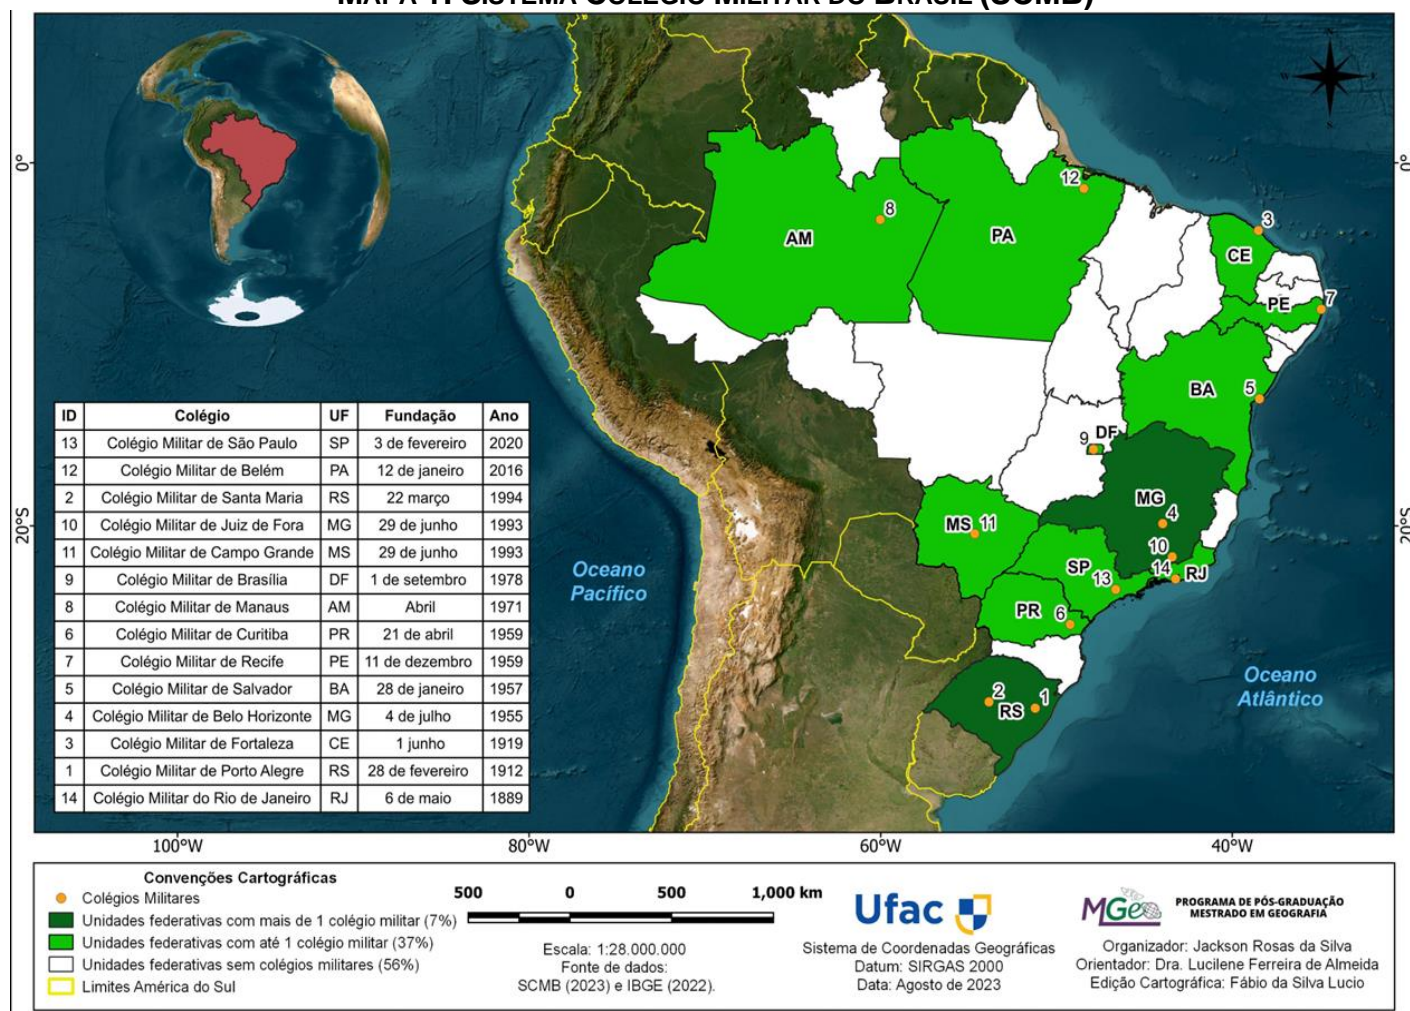 MAPA 1: SISTEMA COLÉGIO MILITAR DO BRASIL (SCMB)
0°
0°
20°S
20°S
100°W
80°W
60°W
40°W
12
8
3
AM
PA
CE
PE
7
BA
5
9
DF
MG
4
MS
11
10
14
RJ
SP
13
PR
6
2
1
RS
Oceano
Pacífico
Oceano
Atlântico
ID Colégio UF Fundação Ano
13 Colégio Militar de São Paulo SP 3 de fevereiro 2020
12 Colégio Militar de Belém PA 12 de janeiro 2016
2 Colégio Militar de Santa Maria RS 22 março 1994
10 Colégio Militar de Juiz de Fora MG 29 de junho 1993
11 Colégio Militar de Campo Grande MS 29 de junho 1993
9 Colégio Militar de Brasília DF 1 de setembro 1978
8 Colégio Militar de Manaus AM Abril 1971
6 Colégio Militar de Curitiba PR 21 de abril 1959
7 Colégio Militar de Recife PE 11 de dezembro 1959
5 Colégio Militar de Salvador BA 28 de janeiro 1957
4 Colégio Militar de Belo Horizonte MG 4 de julho 1955
3 Colégio Militar de Fortaleza CE 1 junho 1919
1 Colégio Militar de Porto Alegre RS 28 de fevereiro 1912
14 Colégio Militar do Rio de Janeiro RJ 6 de maio 1889
Convenções Cartográficas
Colégios Militares
Unidades federativas com mais de 1 colégio militar (7%)
Unidades federativas com até 1 colégio militar (37%)
Unidades federativas sem colégios militares (56%)
Limites América do Sul
500 0 500 1,000 km
Escala: 1:28.000.000
Fonte de dados:
SCMB (2023) e IBGE (2022).
Ufac
Sistema de Coordenadas Geográficas
Datum: SIRGAS 2000
Data: Agosto de 2023
MGeo
PROGRAMA DE PÓS-GRADUAÇÃO
MESTRADO EM GEOGRAFIA
Organizador: Jackson Rosas da Silva
Orientador: Dra. Lucilene Ferreira de Almeida
Edição Cartográfica: Fábio da Silva Lucio